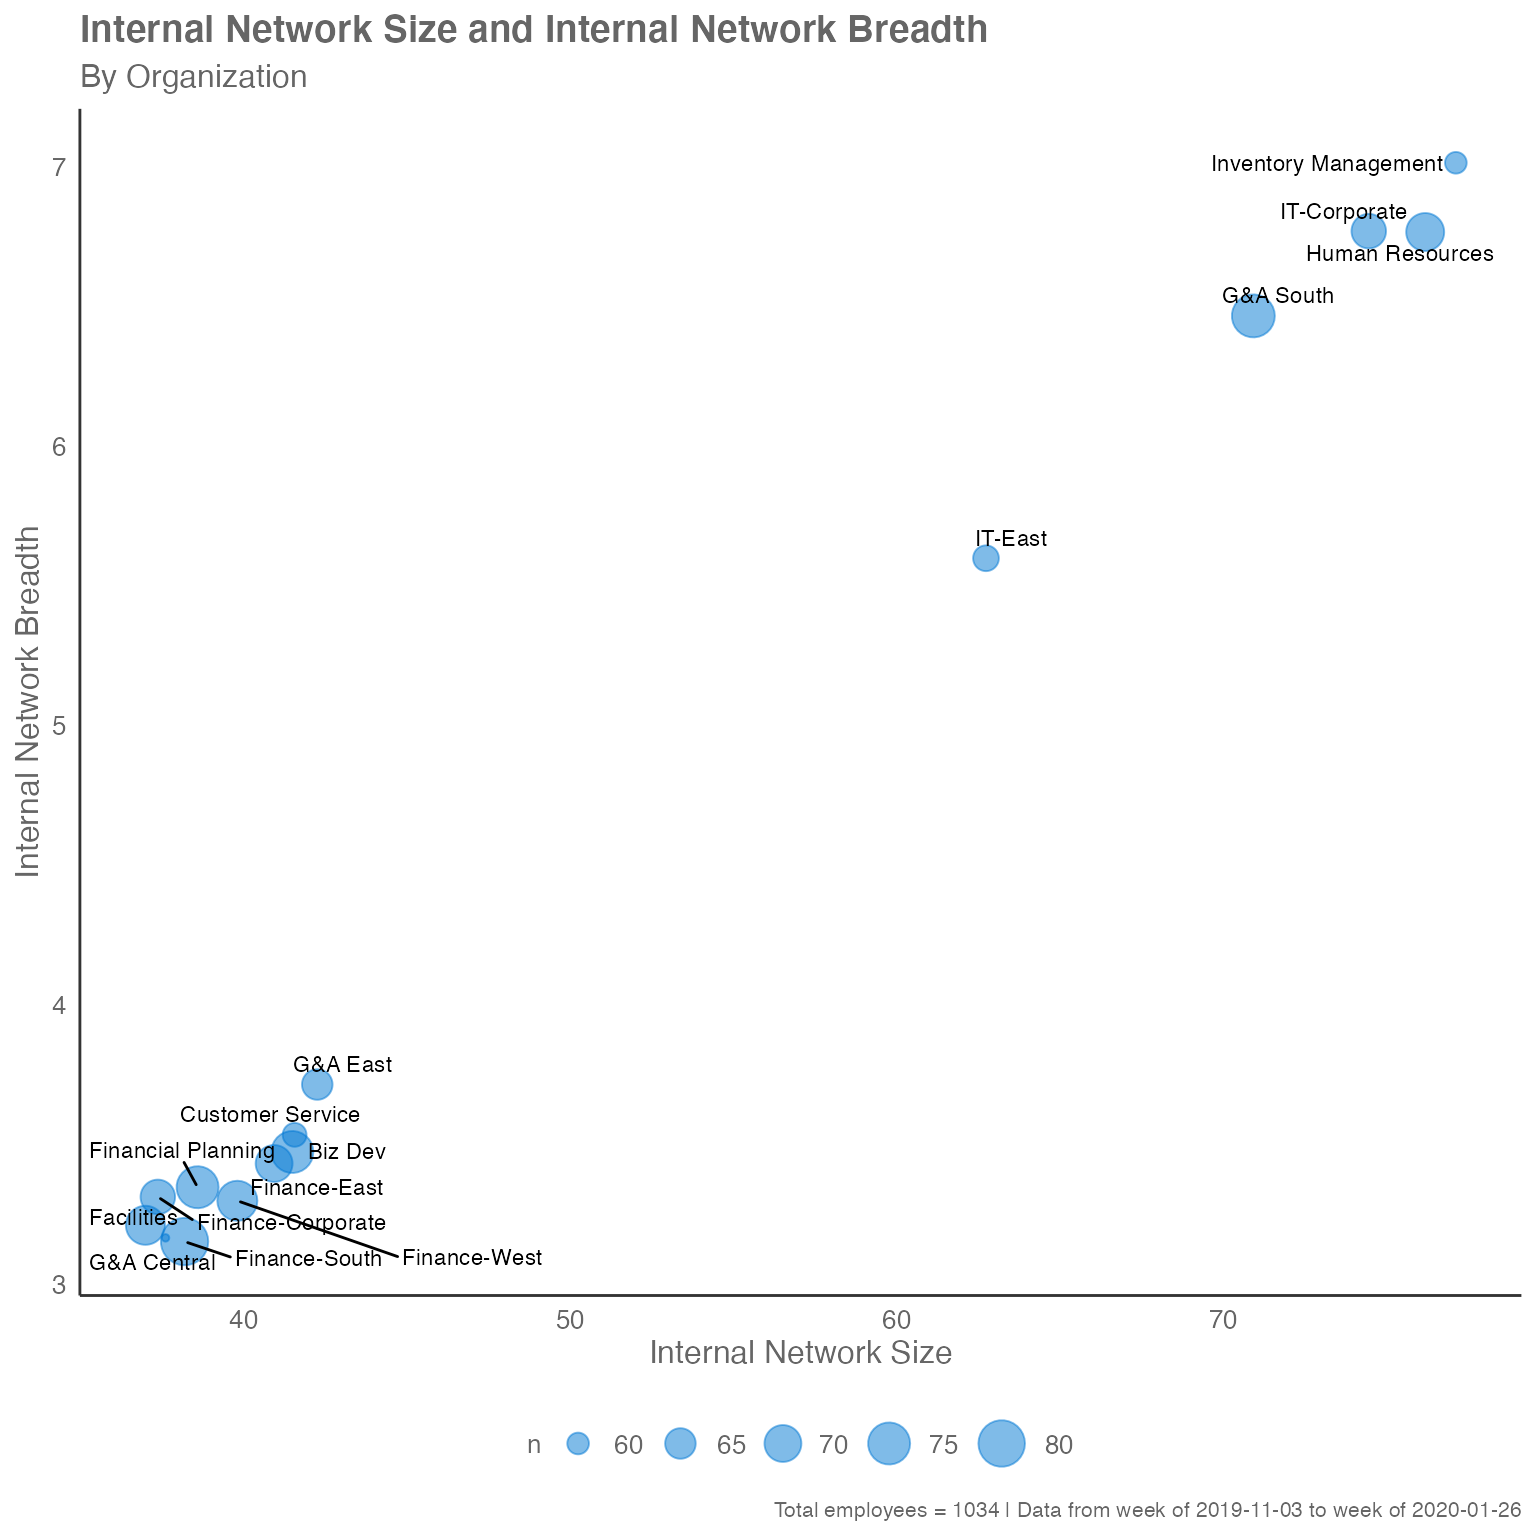 Internal Network Size and Internal Network Breadth
By Organization
7
6
5
4
3
Internal Network Breadth
Inventory Management
IT-Corporate
Human Resources
G&A South
IT-East
G&A East
Customer Service
Financial Planning
Biz Dev
Finance-East
Facilities
Finance-Corporate
G&A Central
Finance-South
Finance-West
40 50 60 70
Internal Network Size
n 60 65 70 75 80
Total employees = 1034 | Data from week of 2019-11-03 to week of 2020-01-26